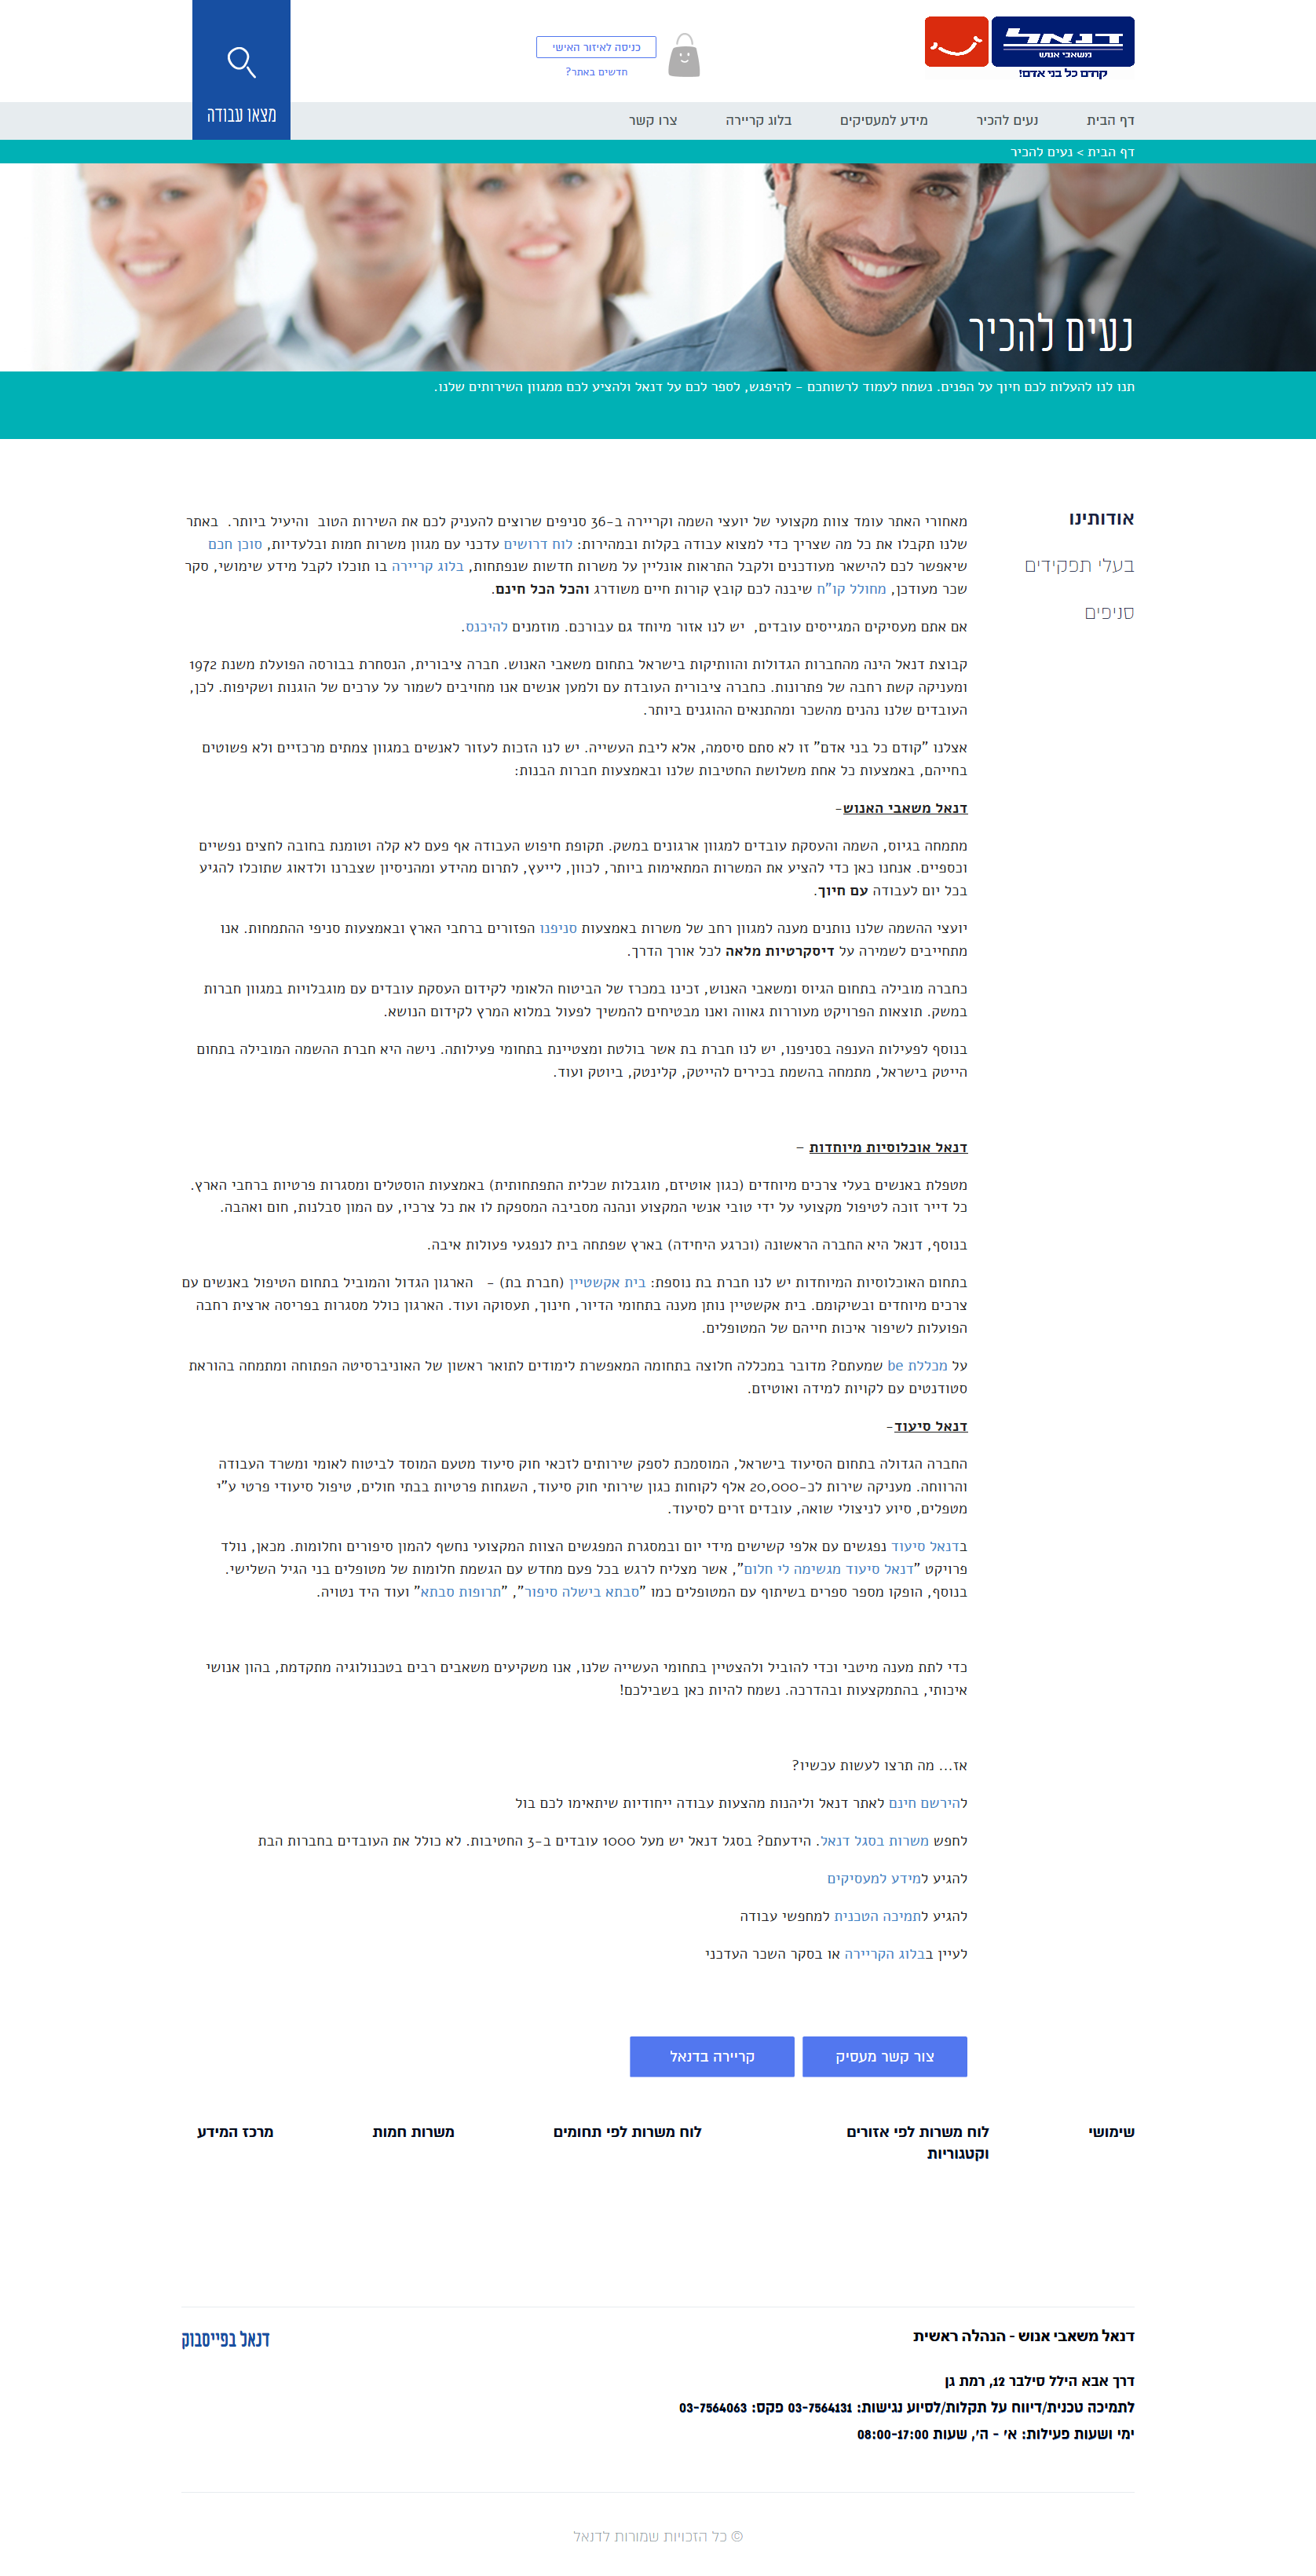 דנאל
משאבי אנוש
קודם כל בני אדם!
כניסה לאיזור האישי
חדשים באתר?
מצאו עבודה
דף הבית
נעים להכיר
מידע למעסיקים
בלוג קריירה
צרו קשר
דף הבית > נעים להכיר
נעים להכיר
תנו לנו להעלות לכם חיוך על הפנים. נשמח לעמוד לרשותכם – להיפגש, לספר לכם על דנאל ולהציע לכם ממגוון השירותים שלנו.
אודותינו
בעלי תפקידים
סניפים
מאחורי האתר עומד צוות מקצועי של יועצי השמה וקריירה ב-36 סניפים שרוצים להעניק לכם את השירות הטוב והיעיל ביותר. באתר
שלנו תקבלו את כל מה שצריך כדי למצוא עבודה בקלות ובמהירות: לוח דרושים עדכני עם מגוון משרות חמות ובלעדיות, סוכן חכם
שיאפשר לכם להישאר מעודכנים ולקבל התראות אונליין על משרות חדשות שנפתחות, בלוג קריירה בו תוכלו לקבל מידע שימושי, סקר
שכר מעודכן, מחולל קו"ח שיבנה לכם קובץ קורות חיים משודרג והכל הכל חינם.
אם אתם מעסיקים המגייסים עובדים, יש לנו אזור מיוחד גם עבורכם. מוזמנים להיכנס.
קבוצת דנאל הינה מהחברות הגדולות והוותיקות בישראל בתחום משאבי האנוש. חברה ציבורית, הנסחרת בבורסה הפועלת משנת 1972
ומעניקה קשת רחבה של פתרונות. כחברה ציבורית העובדת עם ולמען אנשים אנו מחויבים לשמור על ערכים של הוגנות ושקיפות. לכן,
העובדים שלנו נהנים מהשכר ומהתנאים ההוגנים ביותר.
אצלנו "קודם כל בני אדם" זו לא סתם סיסמה, אלא ליבת העשייה. יש לנו הזכות לעזור לאנשים במגוון צמתים מרכזיים ולא פשוטים
בחייהם, באמצעות כל אחת משלושת החטיבות שלנו ובאמצעות חברות הבנות:
דנאל משאבי האנוש-
מתמחה בגיוס, השמה והעסקת עובדים למגוון ארגונים במשק. תקופת חיפוש העבודה אף פעם לא קלה וטומנת בחובה לחצים נפשיים
וכספיים. אנחנו כאן כדי להציע את המשרות המתאימות ביותר, לכוון, לייעץ, לתרום מהידע ומהניסיון שצברנו ולדאוג שתוכלו להגיע
בכל יום לעבודה עם חיוך.
יועצי ההשמה שלנו נותנים מענה למגוון רחב של משרות באמצעות סניפנו הפזורים ברחבי הארץ ובאמצעות סניפי ההתמחות. אנו
מתחייבים לשמירה על דיסקרטיות מלאה לכל אורך הדרך.
כחברה מובילה בתחום הגיוס ומשאבי האנוש, זכינו במכרז של הביטוח הלאומי לקידום העסקת עובדים עם מוגבלויות במגוון חברות
במשק. תוצאות הפרויקט מעוררות גאווה ואנו מבטיחים להמשיך לפעול במלוא המרץ לקידום הנושא.
בנוסף לפעילות הענפה בסניפנו, יש לנו חברת בת אשר בולטת ומצטיינת בתחומי פעילותה. נישה היא חברת ההשמה המובילה בתחום
הייטק בישראל, מתמחה בהשמת בכירים להייטק, קלינטק, ביוטק ועוד.
דנאל אוכלוסיות מיוחדות –
מטפלת באנשים בעלי צרכים מיוחדים (כגון אוטיזם, מוגבלות שכלית התפתחותית) באמצעות הוסטלים ומסגרות פרטיות ברחבי הארץ.
כל דייר זוכה לטיפול מקצועי על ידי טובי אנשי המקצוע ונהנה מסביבה המספקת לו את כל צרכיו, עם המון סבלנות, חום ואהבה.
בנוסף, דנאל היא החברה הראשונה (וכרגע היחידה) בארץ שפתחה בית לנפגעי פעולות איבה.
בתחום האוכלוסיות המיוחדות יש לנו חברת בת נוספת: בית אקשטיין (חברת בת) - הארגון הגדול והמוביל בתחום הטיפול באנשים עם
צרכים מיוחדים ובשיקומם. בית אקשטיין נותן מענה בתחומי הדיור, חינוך, תעסוקה ועוד. הארגון כולל מסגרות בפריסה ארצית רחבה
הפועלות לשיפור איכות חייהם של המטופלים.
על מכללת be שמעתם? מדובר במכללה חלוצה בתחומה המאפשרת לימודים לתואר ראשון של האוניברסיטה הפתוחה ומתמחה בהוראת
סטודנטים עם לקויות למידה ואוטיזם.
דנאל סיעוד-
החברה הגדולה בתחום הסיעוד בישראל, המוסמכת לספק שירותים לזכאי חוק סיעוד מטעם המוסד לביטוח לאומי ומשרד העבודה
והרווחה. מעניקה שירות לכ-20,000 אלף לקוחות כגון שירותי חוק סיעוד, השגחות פרטיות בבתי חולים, טיפול סיעודי פרטי ע"י
מטפלים, סיוע לניצולי שואה, עובדים זרים לסיעוד.
בדנאל סיעוד נפגשים עם אלפי קשישים מידי יום ובמסגרת המפגשים הצוות המקצועי נחשף להמון סיפורים וחלומות. מכאן, נולד
פרויקט "דנאל סיעוד מגשימה לי חלום", אשר מצליח לרגש בכל פעם מחדש עם הגשמת חלומות של מטופלים בני הגיל השלישי.
בנוסף, הופקו מספר ספרים בשיתוף עם המטופלים כמו "סבתא בישלה סיפור", "תרופות סבתא" ועוד היד נטויה.
כדי לתת מענה מיטבי וכדי להוביל ולהצטיין בתחומי העשייה שלנו, אנו משקיעים משאבים רבים בטכנולוגיה מתקדמת, בהון אנושי
איכותי, בהתמקצעות ובהדרכה. נשמח להיות כאן בשבילכם!
אז... מה תרצו לעשות עכשיו?
להירשם חינם לאתר דנאל וליהנות מהצעות עבודה ייחודיות שיתאימו לכם בול
לחפש משרות בסגל דנאל. הידעתם? בסגל דנאל יש מעל 1000 עובדים ב-3 החטיבות. לא כולל את העובדים בחברות הבת
להגיע למידע למעסיקים
להגיע לתמיכה הטכנית למחפשי עבודה
לעיין בבלוג הקריירה או בסקר השכר העדכני
צור קשר מעסיק
קריירה בדנאל
שימושי
לוח משרות לפי אזורים
וקטגוריות
לוח משרות לפי תחומים
משרות חמות
מרכז המידע
דנאל משאבי אנוש - הנהלה ראשית
דנאל בפייסבוק
דרך אבא הילל סילבר 12, רמת גן
לתמיכה טכנית/דיווח על תקלות/לסיוע נגישות: 03-7564131 פקס: 03-7564063
ימי ושעות פעילות: א' - ה', שעות 08:00-17:00
© כל הזכויות שמורות לדנאל